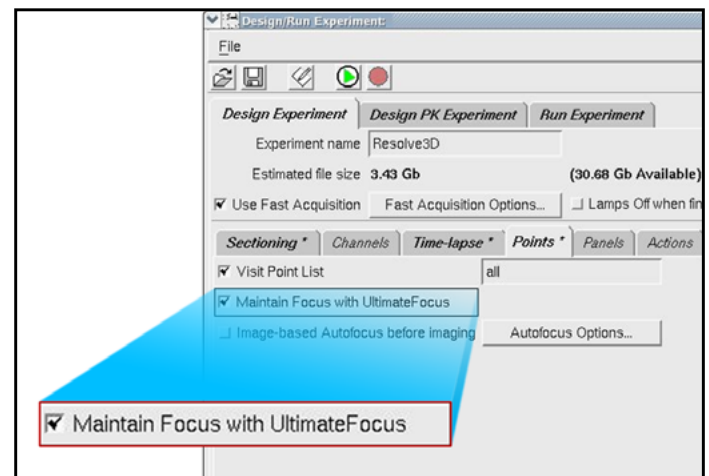 Design/Run Experiment:
File
Design Experiment Design PK Experiment Run Experiment
Experiment name Resolve3D
Estimated file size 3.43 Gb (30.68 Gb Available)
Use Fast Acquisition Fast Acquisition Options... Lamps Off when fin
Sectioning * Channels Time-lapse * Points * Panels Actions
Visit Point List all
Maintain Focus with UltimateFocus
Image-based Autofocus before imaging Autofocus Options...
Maintain Focus with UltimateFocus